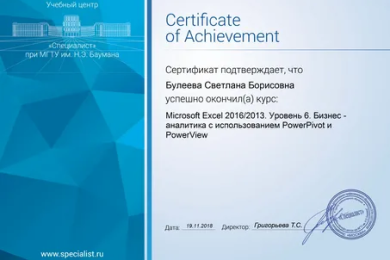 Учебный центр
«Специалист»
при МГТУ им. Н.Э. Баумана
Certificate
of Achievement
Сертификат подтверждает, что
Булеева Светлана Борисовна
успешно окончил(а) курс:
Microsoft Excel 2016/2013. Уровень 6. Бизнес -
аналитика с использованием PowerPivot и
PowerView
Дата 19.11.2016 Директор Григорьева Т.С.
www.specialist.ru